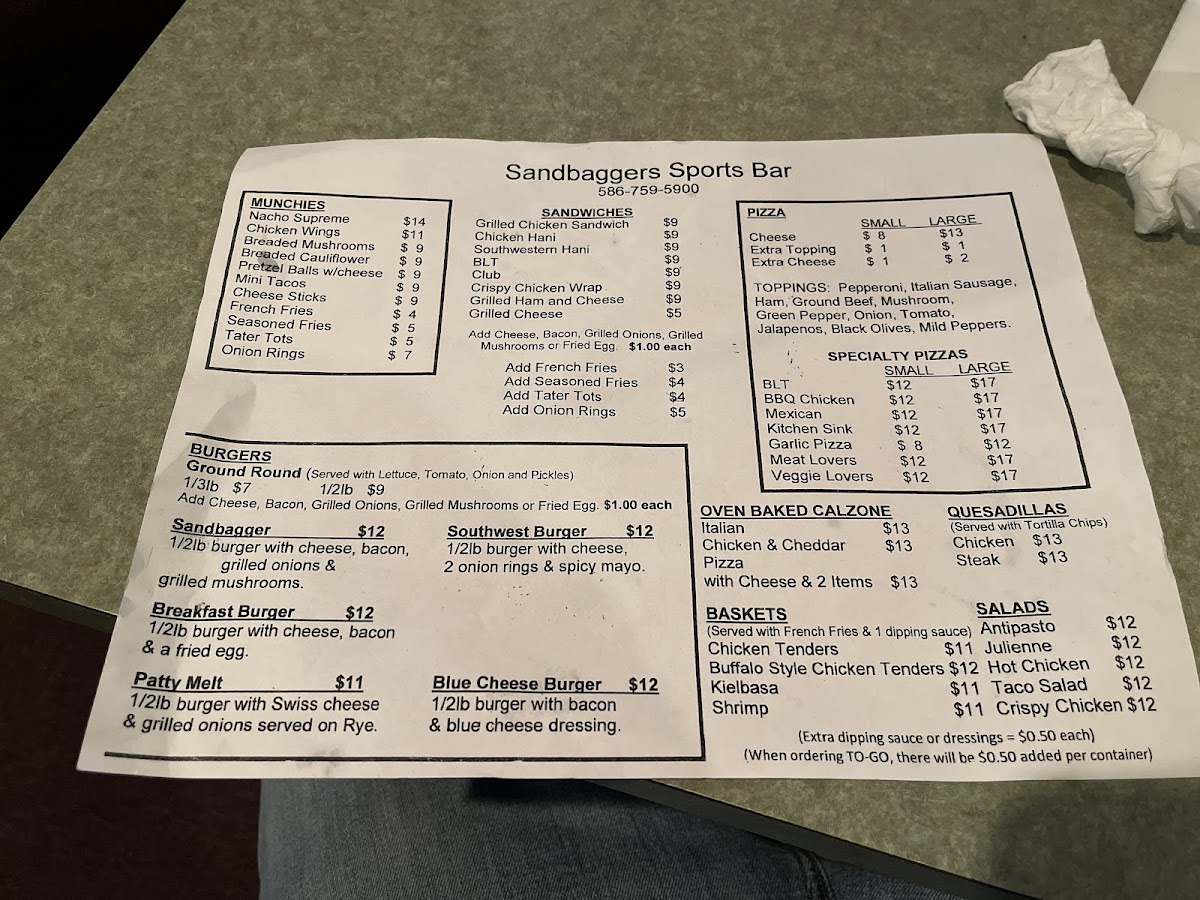 Sandbaggers Sports Bar
586-759-5900
MUNCHIES
Nacho Supreme $14
Chicken Wings $11
Breaded Mushrooms $ 9
Breaded Cauliflower $ 9
Pretzel Balls w/cheese $ 9
Mini Tacos $ 9
Cheese Sticks $ 9
French Fries $ 4
Seasoned Fries $ 5
Tater Tots $ 5
Onion Rings $ 7
SANDWICHES
Grilled Chicken Sandwich $9
Chicken Hani $9
Southwestern Hani $9
BLT $9
Club $9
Crispy Chicken Wrap $9
Grilled Ham and Cheese $9
Grilled Cheese $5
Add Cheese, Bacon, Grilled Onions, Grilled
Mushrooms or Fried Egg. $1.00 each
Add French Fries $3
Add Seasoned Fries $4
Add Tater Tots $4
Add Onion Rings $5
PIZZA
SMALL LARGE
Cheese $ 8 $13
Extra Topping $ 1 $ 1
Extra Cheese $ 1 $ 2
TOPPINGS: Pepperoni, Italian Sausage,
Ham, Ground Beef, Mushroom,
Green Pepper, Onion, Tomato,
Jalapenos, Black Olives, Mild Peppers.
SPECIALTY PIZZAS
SMALL LARGE
BLT $12 $17
BBQ Chicken $12 $17
Mexican $12 $17
Kitchen Sink $12 $17
Garlic Pizza $ 8 $12
Meat Lovers $12 $17
Veggie Lovers $12 $17
BURGERS
Ground Round (Served with Lettuce, Tomato, Onion and Pickles)
1/3lb $7 1/2lb $9
Add Cheese, Bacon, Grilled Onions, Grilled Mushrooms or Fried Egg. $1.00 each
Sandbagger $12
1/2lb burger with cheese, bacon,
grilled onions &
grilled mushrooms.
Southwest Burger $12
1/2lb burger with cheese,
2 onion rings & spicy mayo.
Breakfast Burger $12
1/2lb burger with cheese, bacon
& a fried egg.
Patty Melt $11
1/2lb burger with Swiss cheese
& grilled onions served on Rye.
Blue Cheese Burger $12
1/2lb burger with bacon
& blue cheese dressing.
OVEN BAKED CALZONE
Italian $13
Chicken & Cheddar $13
Pizza
with Cheese & 2 Items $13
QUESADILLAS
(Served with Tortilla Chips)
Chicken $13
Steak $13
BASKETS
(Served with French Fries & 1 dipping sauce)
Chicken Tenders $11
Buffalo Style Chicken Tenders $12
Kielbasa $11
Shrimp $11
SALADS
Antipasto $12
Julienne $12
Hot Chicken $12
Taco Salad $12
Crispy Chicken $12
(Extra dipping sauce or dressings = $0.50 each)
(When ordering TO-GO, there will be $0.50 added per container)